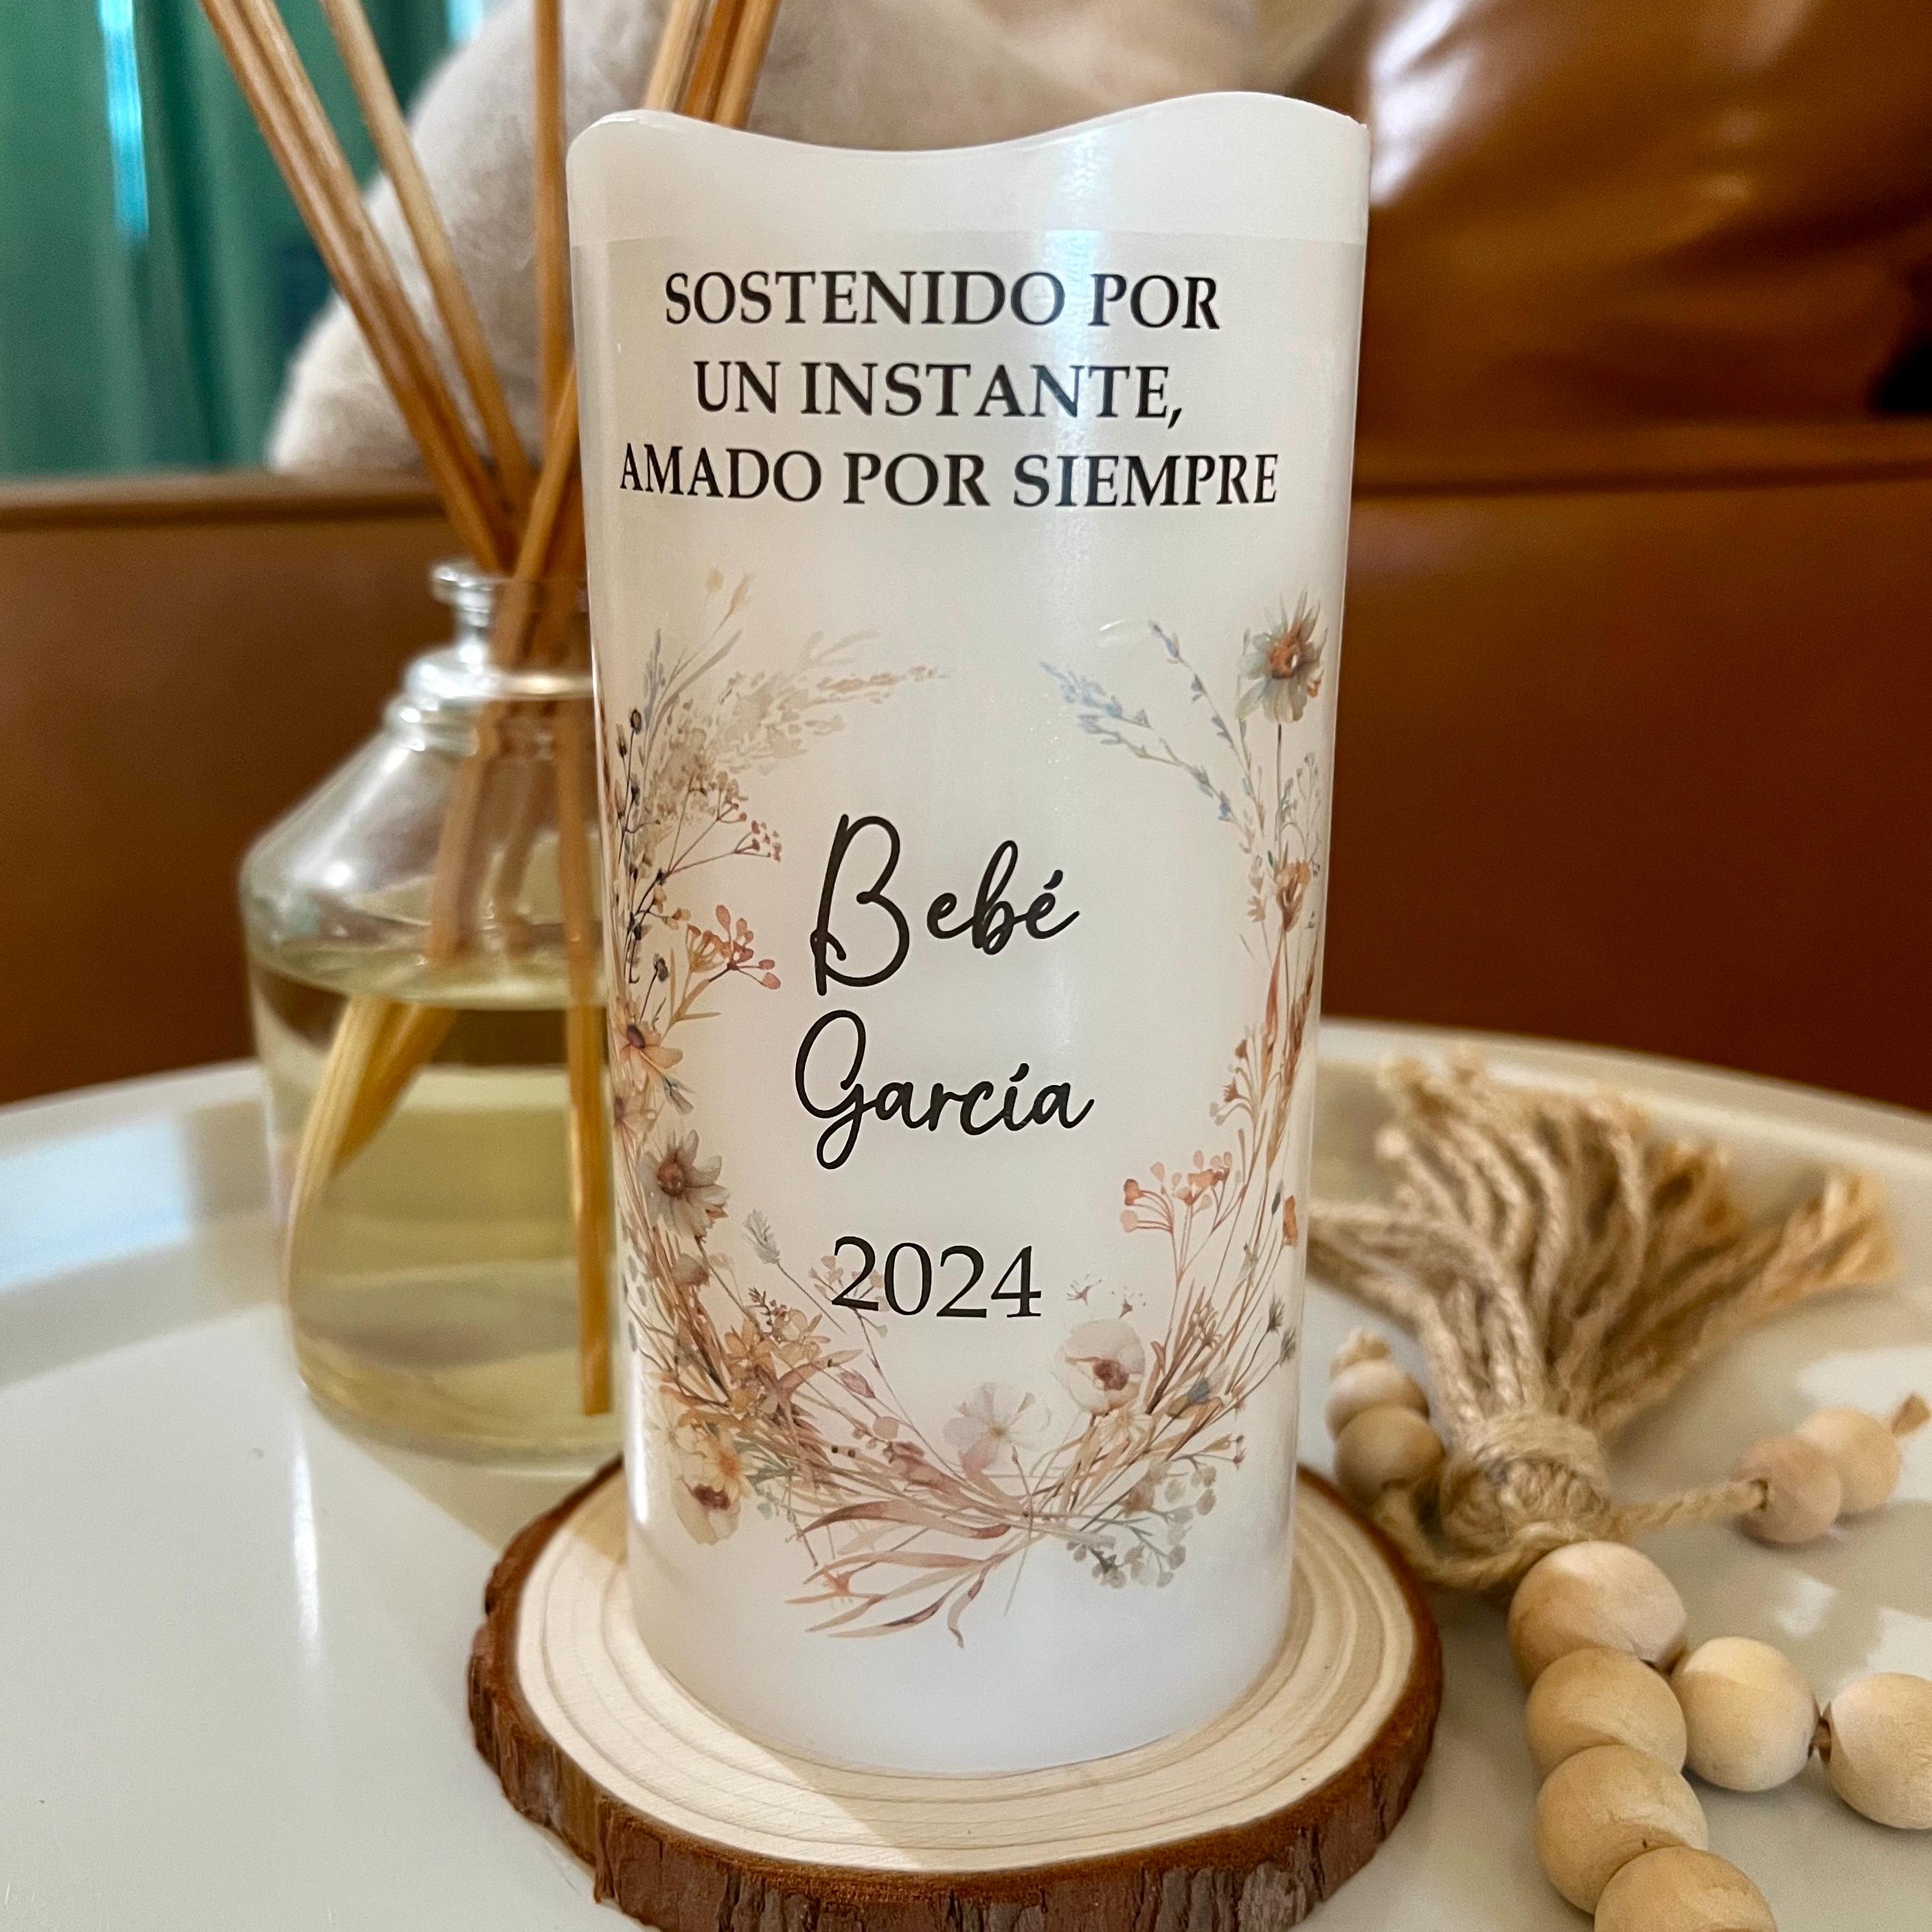 SOSTENIDO POR
UN INSTANTE,
AMADO POR SIEMPRE
Bebé
García
2024